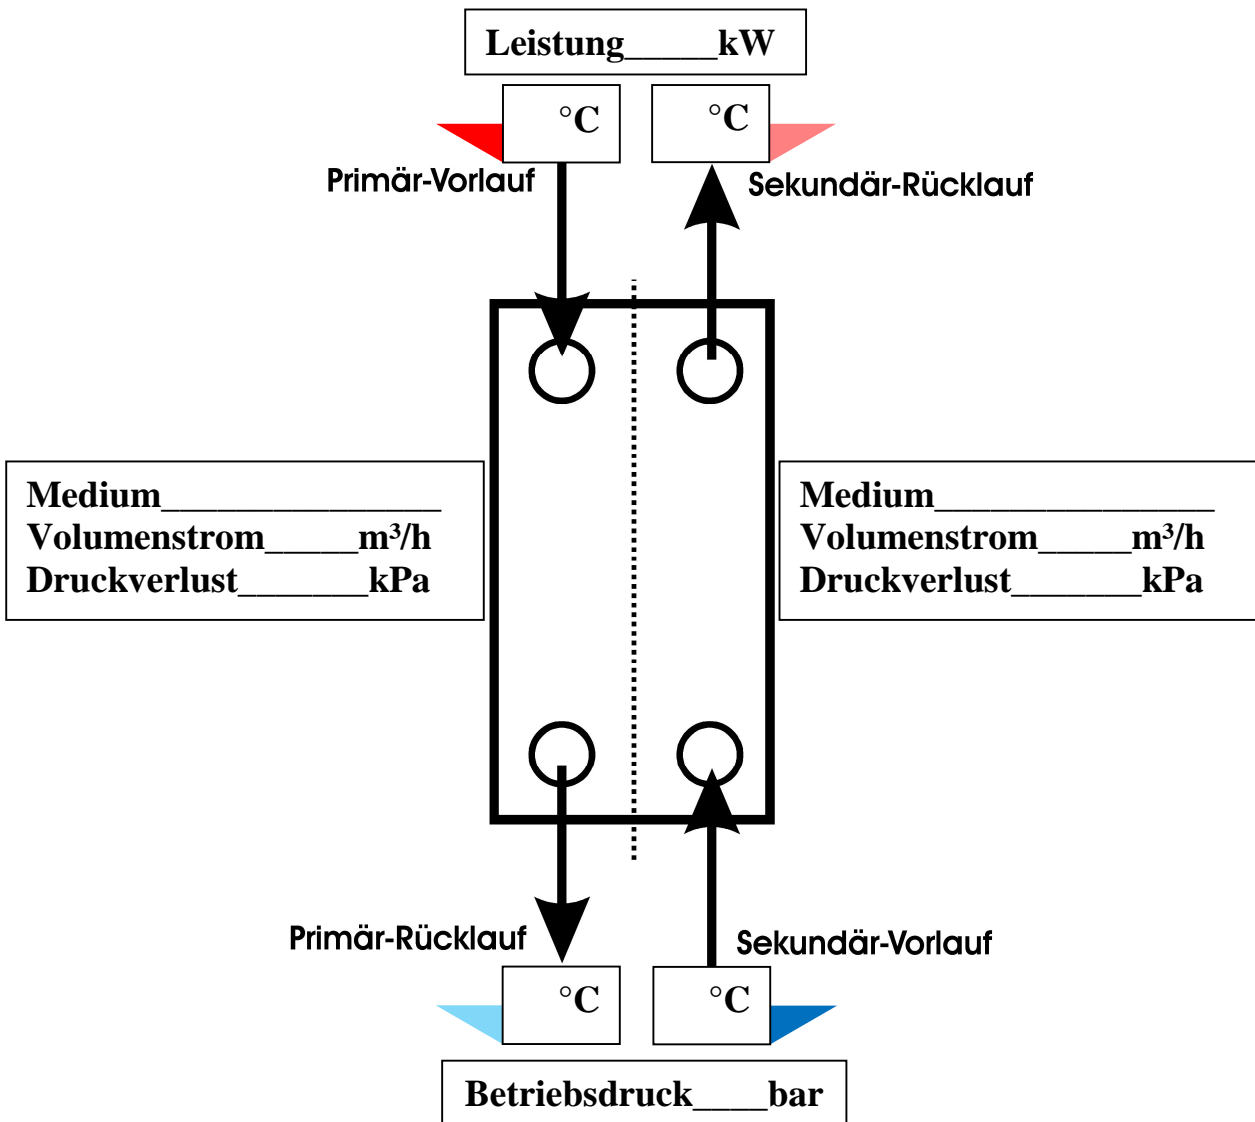 Leistung_____kW
°C
°C
Primär-Vorlauf
Sekundär-Rücklauf
Medium_______________
Volumenstrom_____m³/h
Druckverlust_______kPa
Medium_______________
Volumenstrom_____m³/h
Druckverlust_______kPa
Primär-Rücklauf
Sekundär-Vorlauf
°C
°C
Betriebsdruck____bar